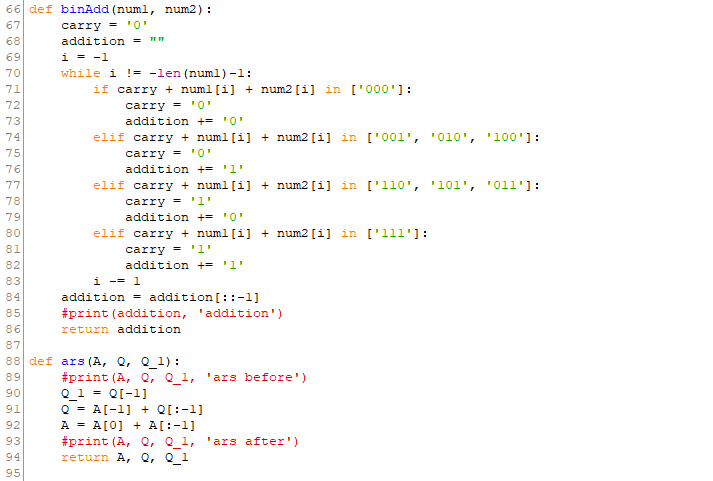 66 def binAdd(num1, num2):
67     carry = '0'
68     addition = ""
69     i = -1
70     while i != -len(num1)-1:
71         if carry + num1[i] + num2[i] in ['000']:
72             carry = '0'
73             addition += '0'
74         elif carry + num1[i] + num2[i] in ['001', '010', '100']:
75             carry = '0'
76             addition += '1'
77         elif carry + num1[i] + num2[i] in ['110', '101', '011']:
78             carry = '1'
79             addition += '0'
80         elif carry + num1[i] + num2[i] in ['111']:
81             carry = '1'
82             addition += '1'
83         i -= 1
84     addition = addition[::-1]
85     #print(addition, 'addition')
86     return addition
87
88 def ars(A, Q, Q_1):
89     #print(A, Q, Q_1, 'ars before')
90     Q_1 = Q[-1]
91     Q = A[-1] + Q[:-1]
92     A = A[0] + A[:-1]
93     #print(A, Q, Q_1, 'ars after')
94     return A, Q, Q_1
95